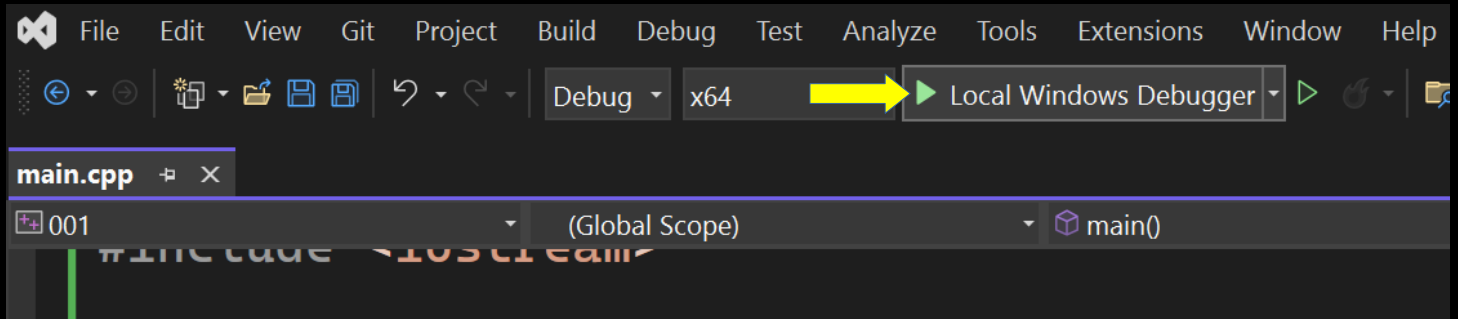 File Edit View Git Project Build Debug Test Analyze Tools Extensions Window Help
Debug x64 Local Windows Debugger
main.cpp
001 (Global Scope) main()
#include <iostream>